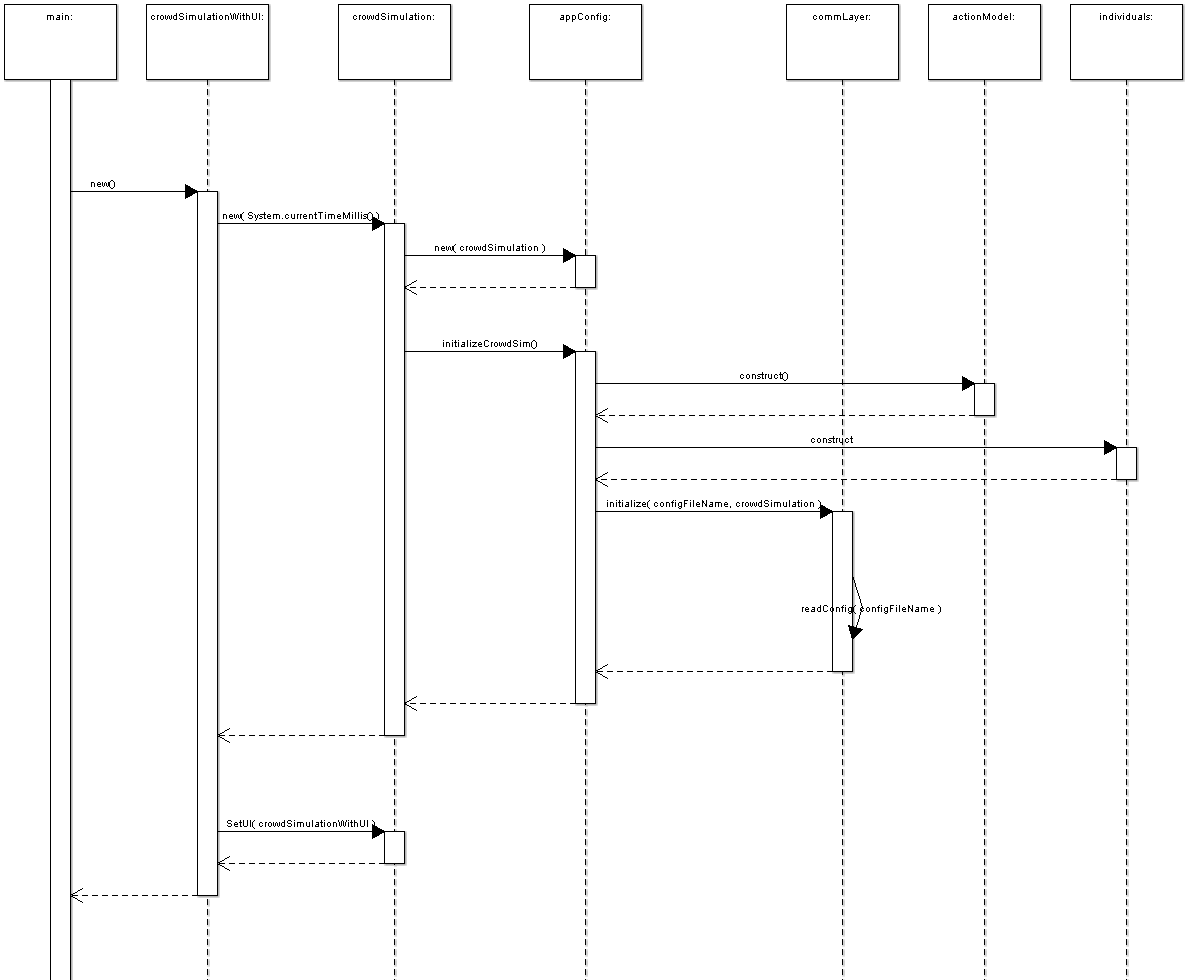 main:
crowdSimulationWithUI:
crowdSimulation:
appConfig:
commLayer:
actionModel:
individuals:
new()
new( System.currentTimeMillis() )
new( crowdSimulation )
initializeCrowdSim()
construct()
construct
initialize( configFileName, crowdSimulation )
readConfig( configFileName )
SetUI( crowdSimulationWithUI )